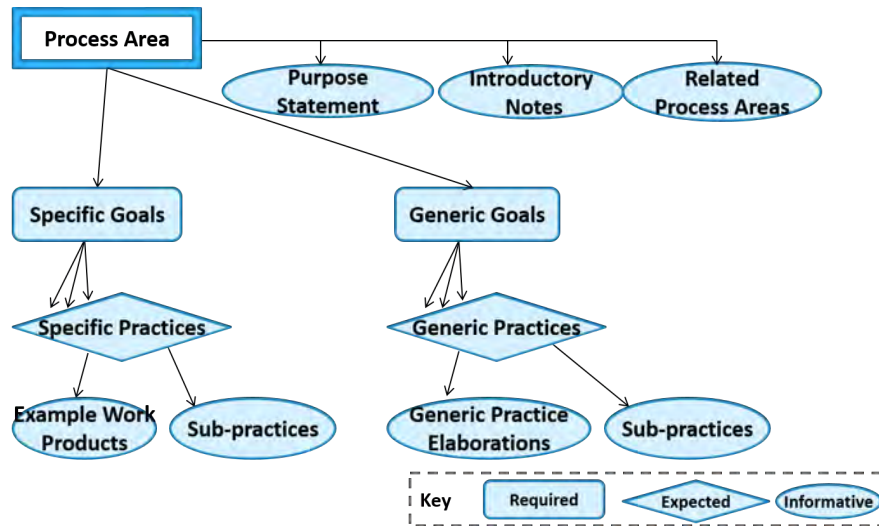 Process Area
Purpose
Statement
Introductory
Notes
Related
Process Areas
Specific Goals
Generic Goals
Specific Practices
Generic Practices
Example Work
Products
Sub-practices
Generic Practice
Elaborations
Sub-practices
Key
Required
Expected
Informative